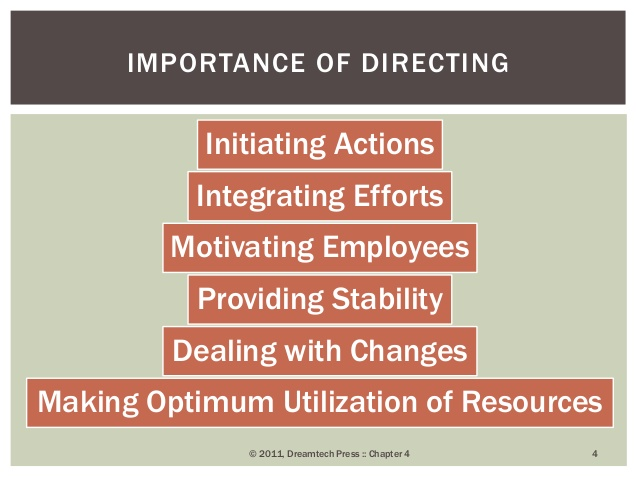 IMPORTANCE OF DIRECTING
Initiating Actions
Integrating Efforts
Motivating Employees
Providing Stability
Dealing with Changes
Making Optimum Utilization of Resources
© 2011, Dreamtech Press :: Chapter 4 4